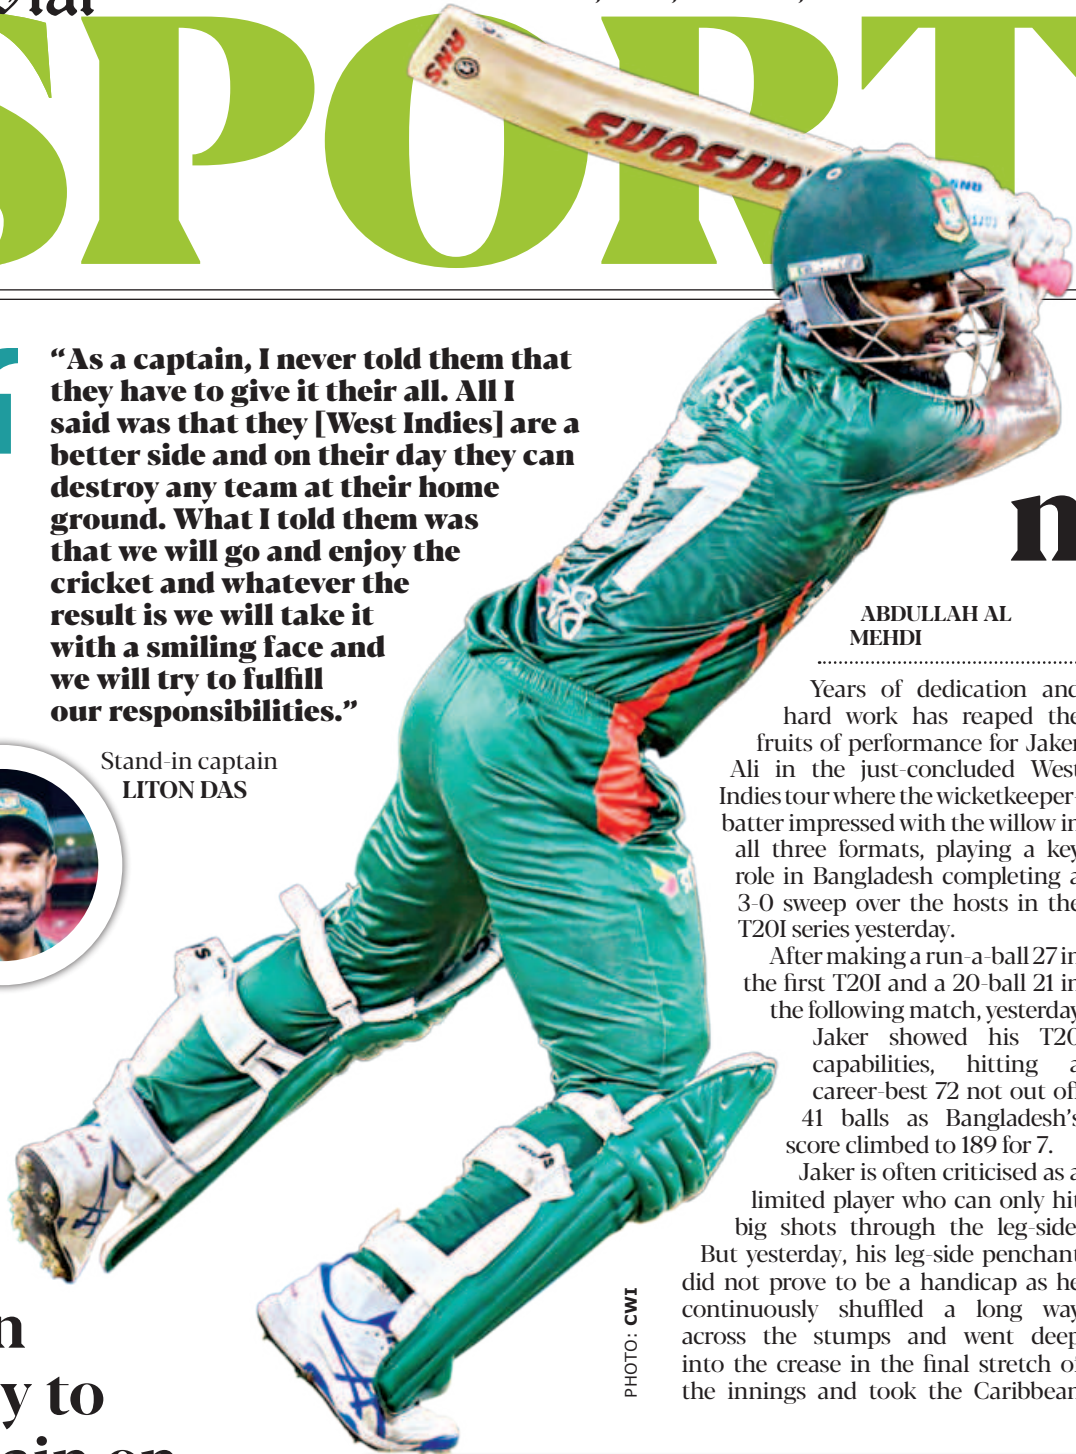 SPORT
RNS
ALI
"As a captain, I never told them that
they have to give it their all. All I
said was that they [West Indies] are a
better side and on their day they can
destroy any team at their home
ground. What I told them was
that we will go and enjoy the
cricket and whatever the
result is we will take it
with a smiling face and
we will try to fulfill
our responsibilities."
Stand-in captain
LITON DAS
n
y to
PHOTO: CWI
n
ABDULLAH AL
MEHDI
Years of dedication and
hard work has reaped the
fruits of performance for Jaker
Ali in the just-concluded West
Indies tour where the wicketkeeper-
batter impressed with the willow in
all three formats, playing a key
role in Bangladesh completing a
3-0 sweep over the hosts in the
T20I series yesterday.
After making a run-a-ball 27 in
the first T20I and a 20-ball 21 in
the following match, yesterday
Jaker showed his T20
capabilities, hitting a
career-best 72 not out off
41 balls as Bangladesh's
score climbed to 189 for 7.
Jaker is often criticised as a
limited player who can only hit
big shots through the leg-side
But yesterday, his leg-side penchant
did not prove to be a handicap as he
continuously shuffled a long way
across the stumps and went deep
into the crease in the final stretch of
the innings and took the Caribbean